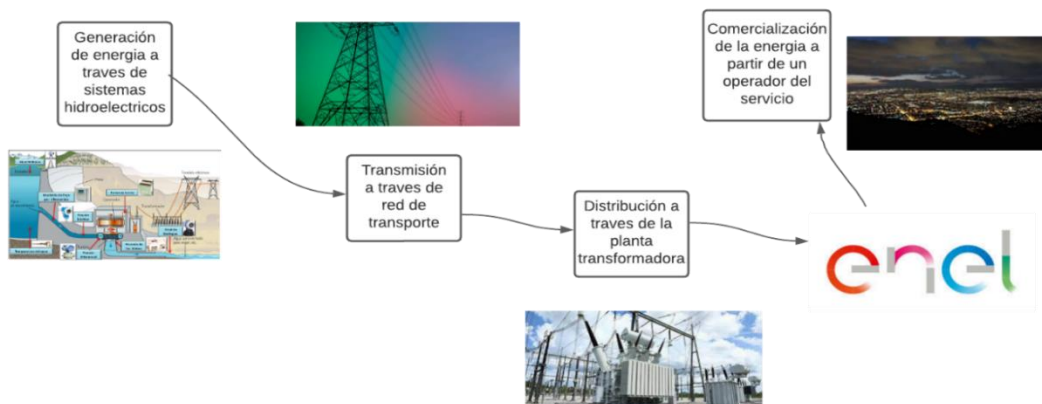 Generación
de energia a
traves de
sistemas
hidroelectricos
Transmisión
a traves de
red de
transporte
Distribución a
traves de la
planta
transformadora
enel
Comercialización
de la energia a
partir de un
operador del
servicio